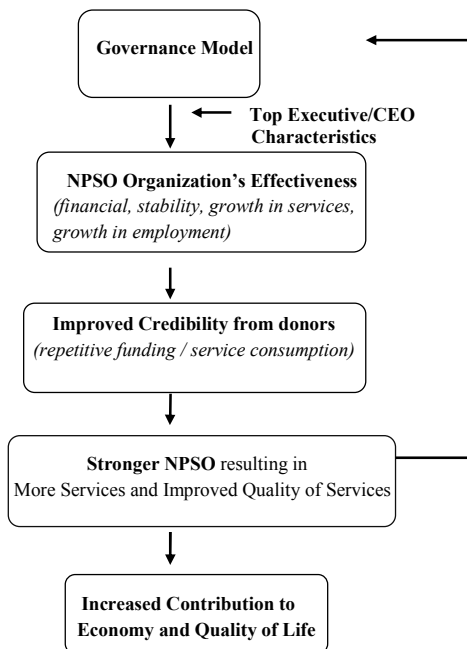 Governance Model
Top Executive/CEO
Characteristics
NPSO Organization's Effectiveness
(financial, stability, growth in services,
growth in employment)
Improved Credibility from donors
(repetitive funding / service consumption)
Stronger NPSO resulting in
More Services and Improved Quality of Services
Increased Contribution to
Economy and Quality of Life